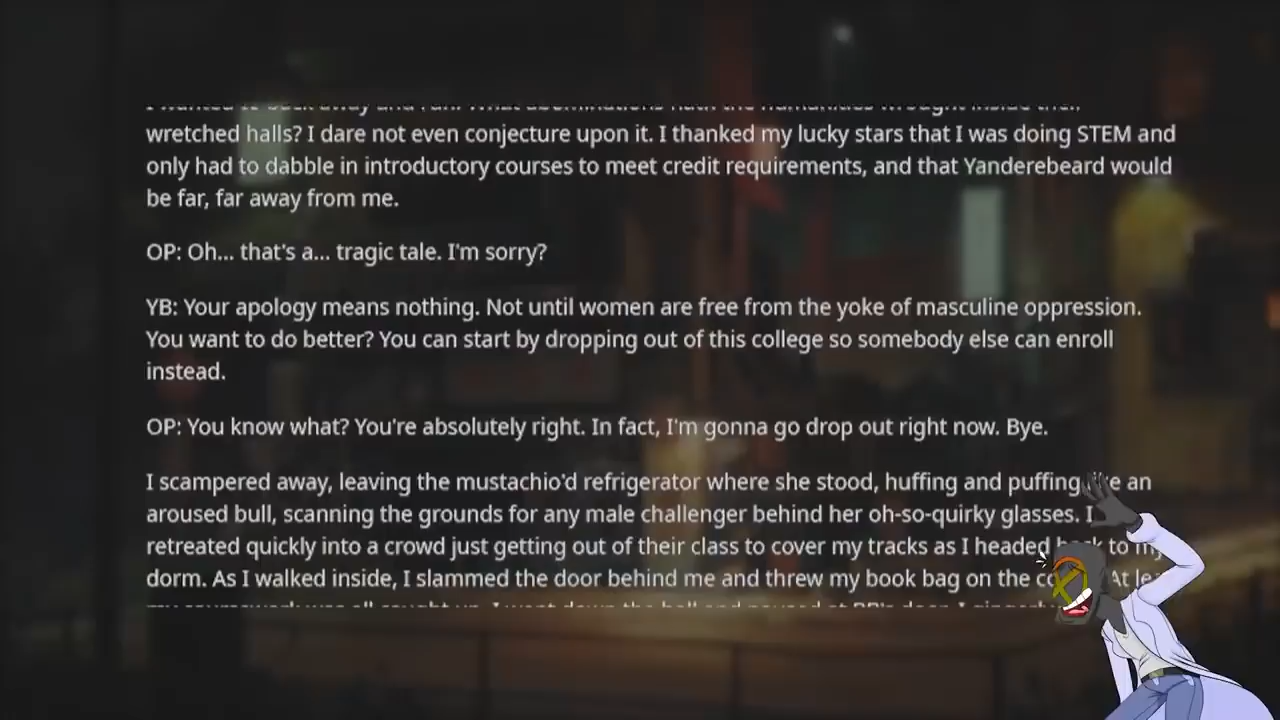 wretched halls? I dare not even conjecture upon it. I thanked my lucky stars that I was doing STEM and
only had to dabble in introductory courses to meet credit requirements, and that Yanderebeard would
be far, far away from me.
OP: Oh... that's a... tragic tale. I'm sorry?
YB: Your apology means nothing. Not until women are free from the yoke of masculine oppression.
You want to do better? You can start by dropping out of this college so somebody else can enroll
instead.
OP: You know what? You're absolutely right. In fact, I'm gonna go drop out right now. Bye.
I scampered away, leaving the mustachio'd refrigerator where she stood, huffing and puffing like an
aroused bull, scanning the grounds for any male challenger behind her oh-so-quirky glasses. I
retreated quickly into a crowd just getting out of their class to cover my tracks as I headed back to my
dorm. As I walked inside, I slammed the door behind me and threw my book bag on the At